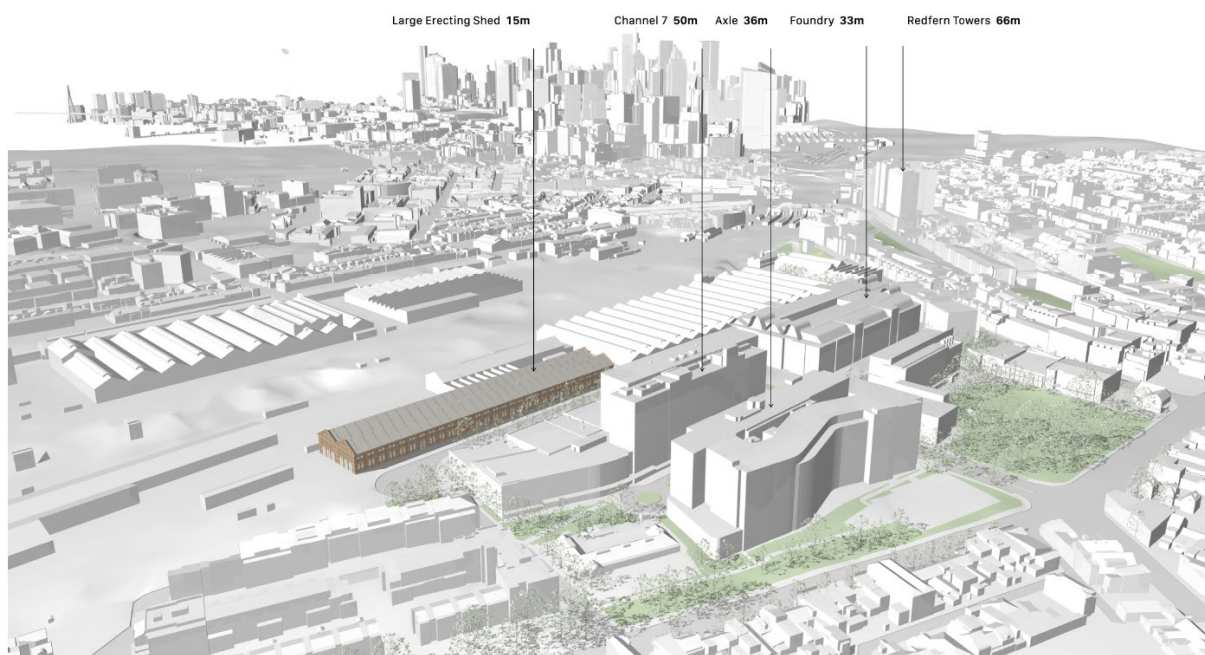 Large Erecting Shed 15m
Channel 7 50m
Axle 36m
Foundry 33m
Redfern Towers 66m